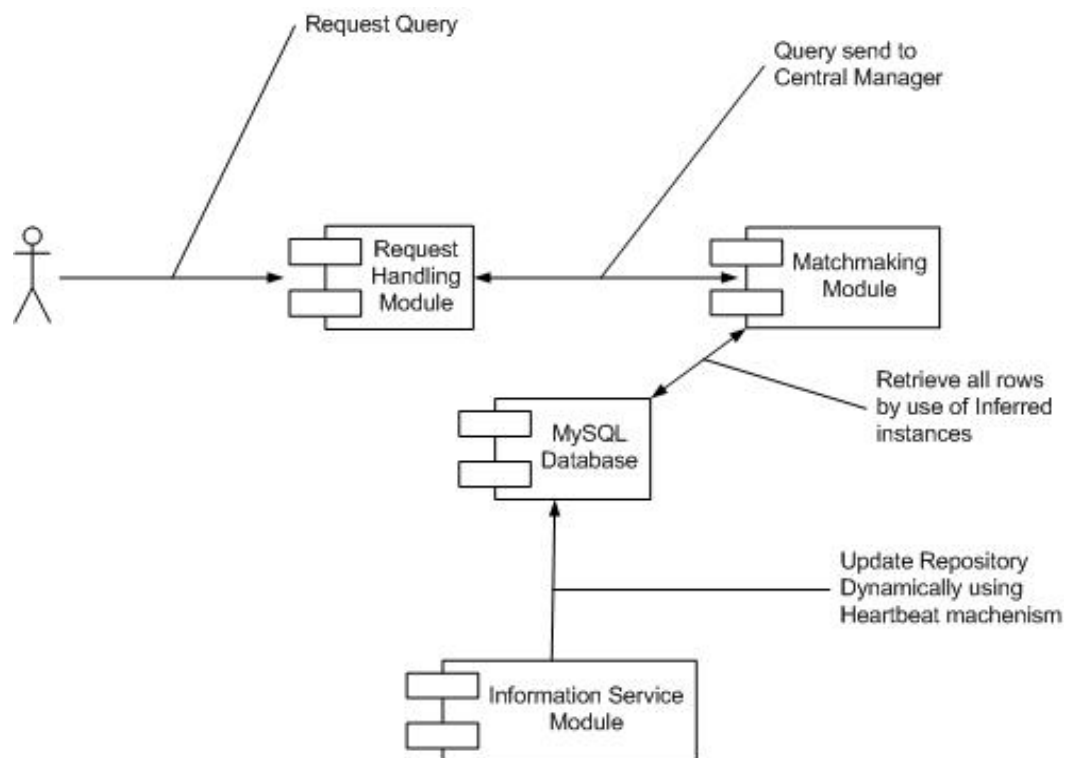 Request Query
Query send to
Central Manager
Request
Handling
Module
Matchmaking
Module
Retrieve all rows
by use of Inferred
instances
MySQL
Database
Update Repository
Dynamically using
Heartbeat machenism
Information Service
Module